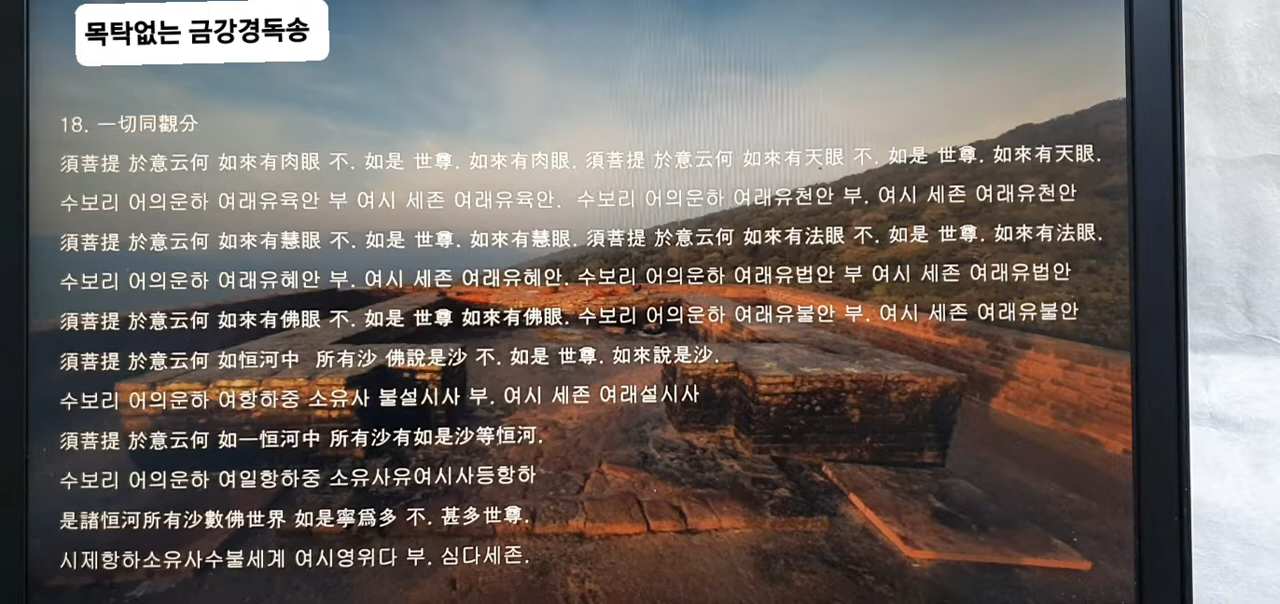 목탁없는 금강경독송
18. 一切同觀分
須菩提 於意云何 如來有肉眼 不. 如是 世尊. 如來有肉眼. 須菩提 於意云何 如來有天眼 不. 如是 世尊. 如來有天眼.
수보리 어의운하 여래유육안 부 여시 세존 여래유육안. 수보리 어의운하 여래유천안 부. 여시 세존 여래유천안
須菩提 於意云何 如來有慧眼 不. 如是 世尊. 如來有慧眼. 須菩提 於意云何 如來有法眼 不. 如是 世尊. 如來有法眼.
수보리 어의운하 여래유혜안 부. 여시 세존 여래유혜안. 수보리 어의운하 여래유법안 부 여시 세존 여래유법안
須菩提 於意云何 如來有佛眼 不. 如是 世尊 如來有佛眼. 수보리 어의운하 여래유불안 부. 여시 세존 여래유불안
須菩提 於意云何 如恒河中 所有沙 佛說是沙 不. 如是 世尊. 如來說是沙.
수보리 어의운하 여항하중 소유사 불설시사 부. 여시 세존 여래설시사
須菩提 於意云何 如一恒河中 所有沙有如是沙等恒河.
수보리 어의운하 여일항하중 소유사유여시사등항하
是諸恒河所有沙數佛世界 如是寧爲多 不. 甚多世尊.
시제항하소유사수불세계 여시영위다 부. 심다세존.